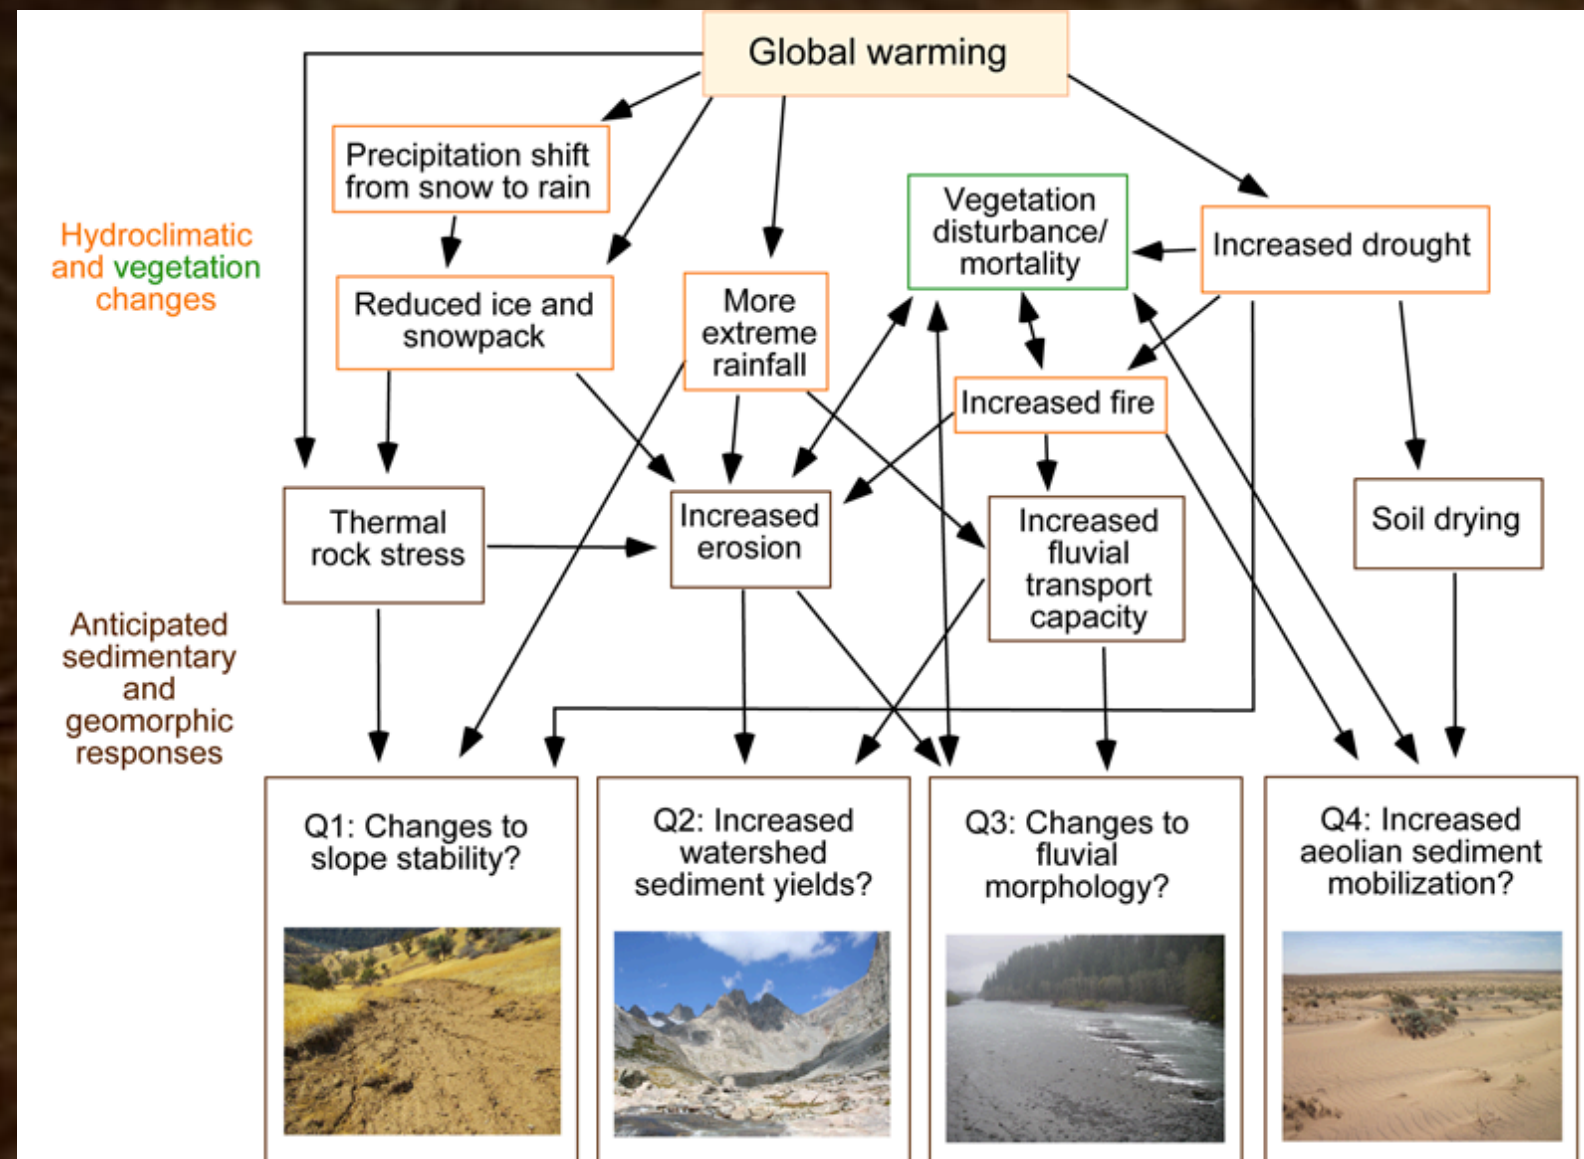 Global warming
Precipitation shift
from snow to rain
Vegetation
disturbance/
mortality
Increased drought
Hydroclimatic
and vegetation
changes
Reduced ice and
snowpack
More
extreme
rainfall
Increased fire
Thermal
rock stress
Increased
erosion
Increased
fluvial
transport
capacity
Soil drying
Anticipated
sedimentary
and
geomorphic
responses
Q1: Changes to
slope stability?
Q2: Increased
watershed
sediment yields?
Q3: Changes to
fluvial
morphology?
Q4: Increased
aeolian sediment
mobilization?